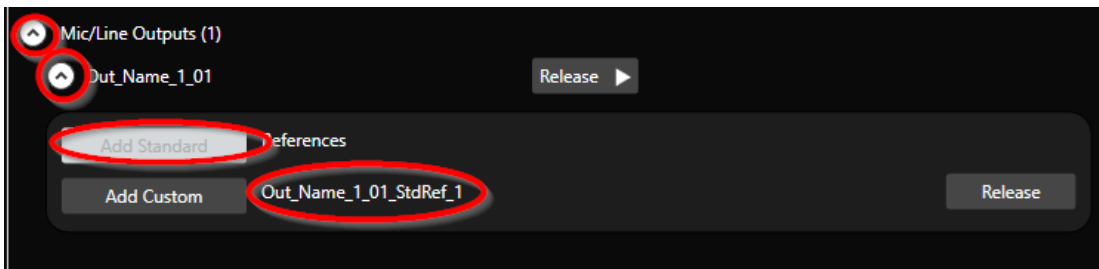 Mic/Line Outputs (1)
Out_Name_1_01 Release
Add Standard References
Add Custom Out_Name_1_01_StdRef_1 Release